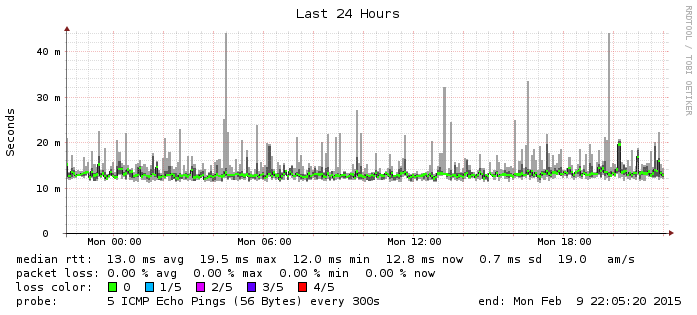 Last 24 Hours
RRDTOOL / TOBI OETIKER
Seconds
40 m
30 m
20 m
10 m
0
Mon 00:00 Mon 06:00 Mon 12:00 Mon 18:00
median rtt: 13.0 ms avg 19.5 ms max 12.0 ms min 12.8 ms now 0.7 ms sd 19.0 am/s
packet loss: 0.00 % avg 0.00 % max 0.00 % min 0.00 % now
loss color: 0 1/5 2/5 3/5 4/5
probe: 5 ICMP Echo Pings (56 Bytes) every 300s end: Mon Feb 9 22:05:20 2015